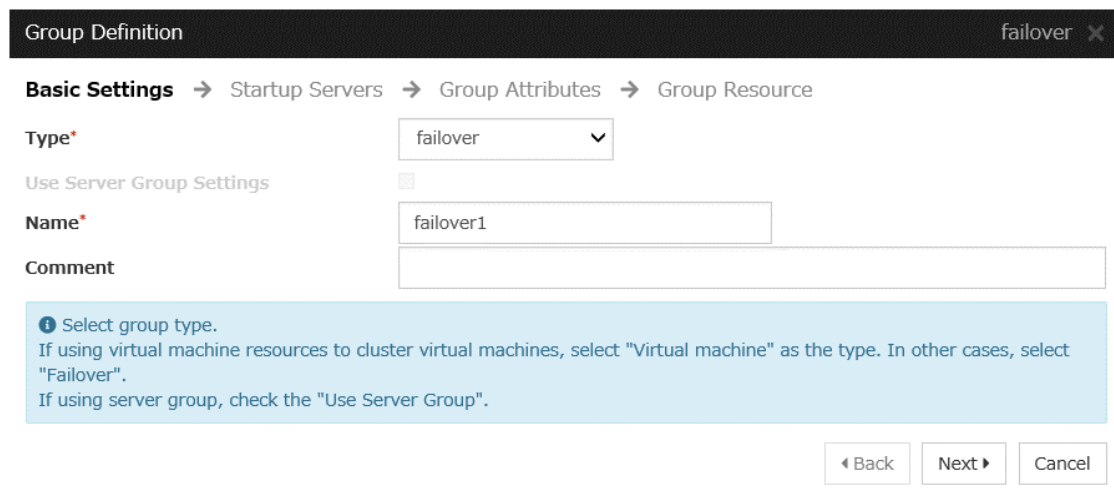 Group Definition failover ×
Basic Settings → Startup Servers → Group Attributes → Group Resource
Type* failover
Use Server Group Settings
Name* failover1
Comment
Select group type.
If using virtual machine resources to cluster virtual machines, select "Virtual machine" as the type. In other cases, select
"Failover".
If using server group, check the "Use Server Group".
Back Next Cancel